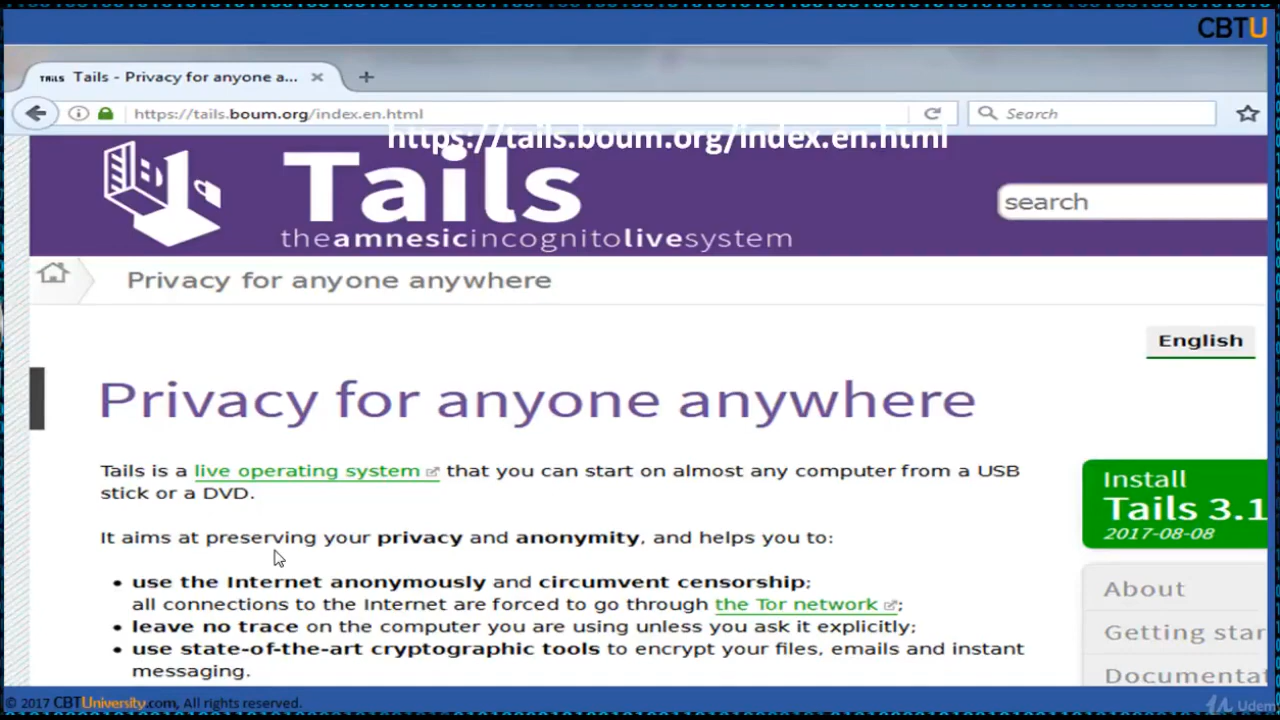 CBTU
Tails Tails - Privacy for anyone a...
https://tails.boum.org/index.en.html
Search
https://tails.boum.org/index.en.html
Tails
theamnesicincognitolivesystem
search
Privacy for anyone anywhere
English
Privacy for anyone anywhere
Tails is a live operating system that you can start on almost any computer from a USB
stick or a DVD.
It aims at preserving your privacy and anonymity, and helps you to:
• use the Internet anonymously and circumvent censorship;
all connections to the Internet are forced to go through the Tor network;
• leave no trace on the computer you are using unless you ask it explicitly;
• use state-of-the-art cryptographic tools to encrypt your files, emails and instant
messaging.
Install
Tails 3.1
2017-08-08
About
Getting star
Documentat
© 2017 CBTUniversity.com, All rights reserved.
Udem